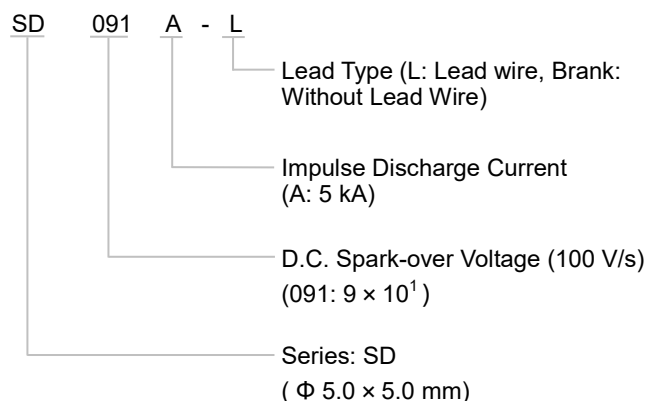 SD 091 A - L
Lead Type (L: Lead wire, Brank:
Without Lead Wire)
Impulse Discharge Current
(A: 5 kA)
D.C. Spark-over Voltage (100 V/s)
(091: 9 × 10¹ )
Series: SD
( Φ 5.0 × 5.0 mm)